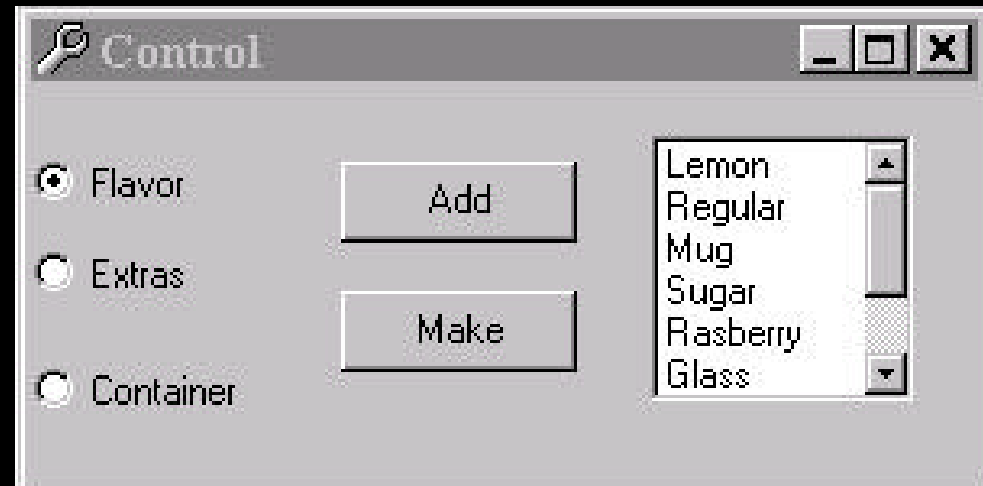 Control
Flavor
Extras
Container
Add
Make
Lemon
Regular
Mug
Sugar
Rasberry
Glass